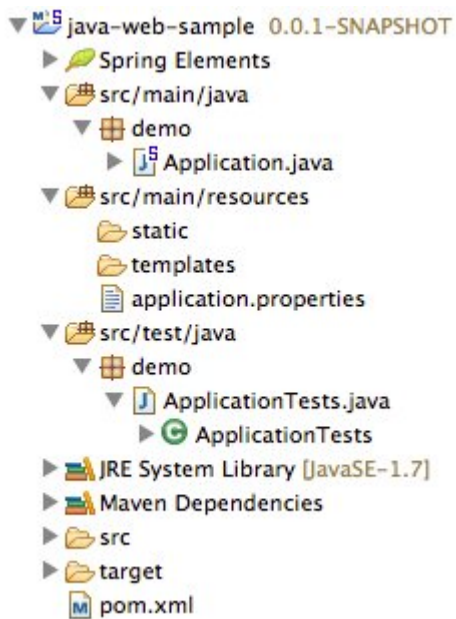 java-web-sample 0.0.1-SNAPSHOT
Spring Elements
src/main/java
demo
Application.java
src/main/resources
static
templates
application.properties
src/test/java
demo
ApplicationTests.java
ApplicationTests
JRE System Library [JavaSE-1.7]
Maven Dependencies
src
target
pom.xml